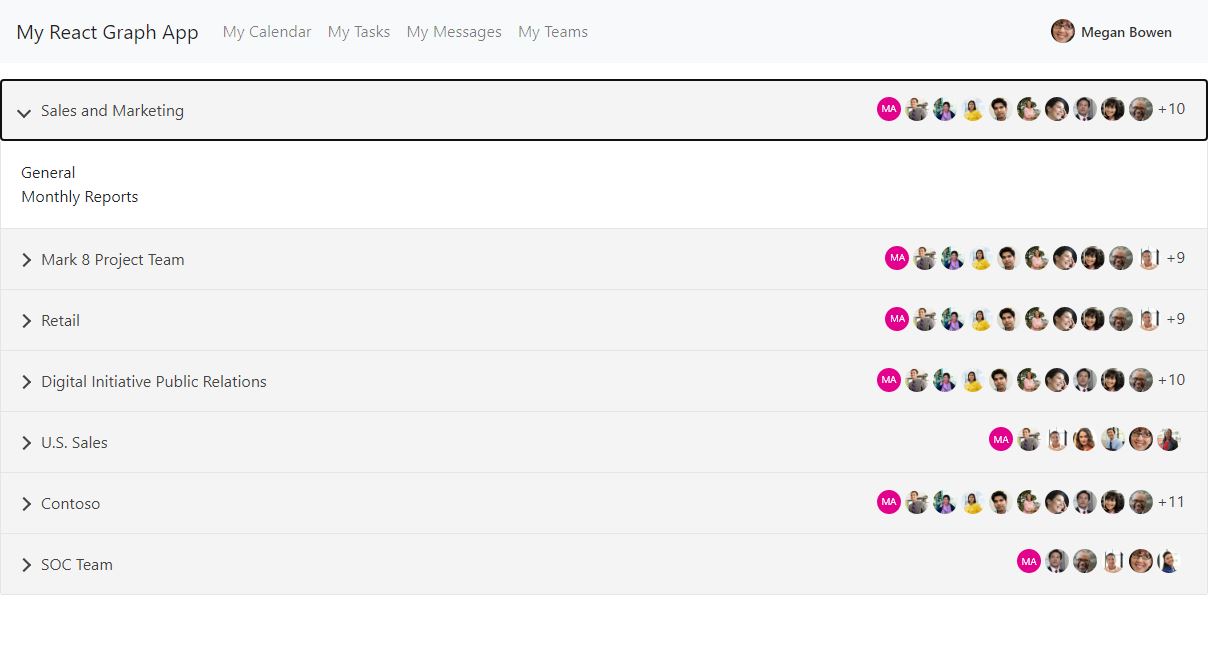 My React Graph App My Calendar My Tasks My Messages My Teams Megan Bowen
Sales and Marketing MA +10
General
Monthly Reports
Mark 8 Project Team MA +9
Retail MA +9
Digital Initiative Public Relations MA +10
U.S. Sales MA
Contoso MA +11
SOC Team MA